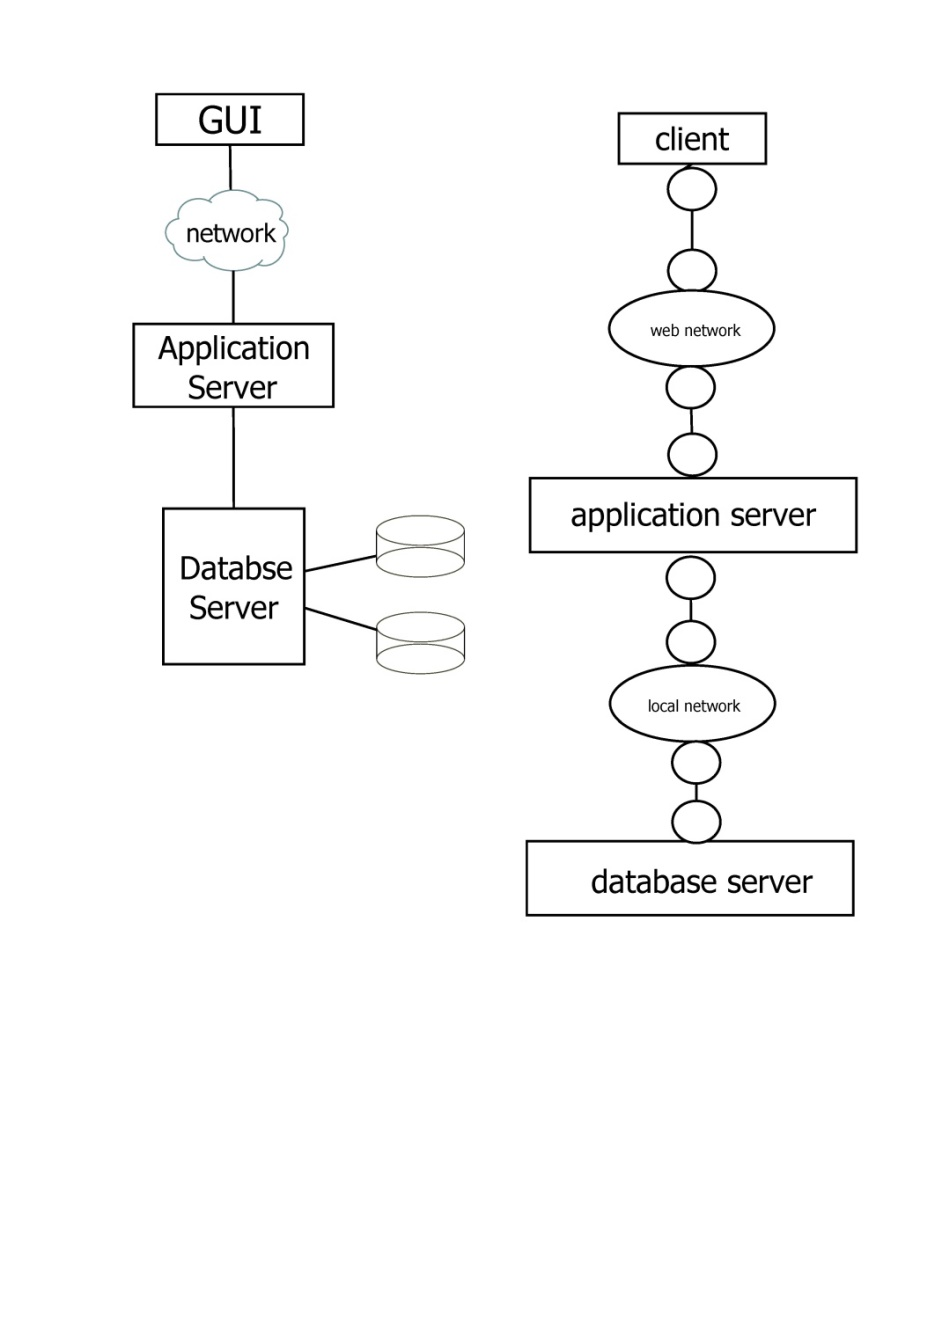 GUI
network
Application
Server
Databse
Server
client
web network
application server
local network
database server